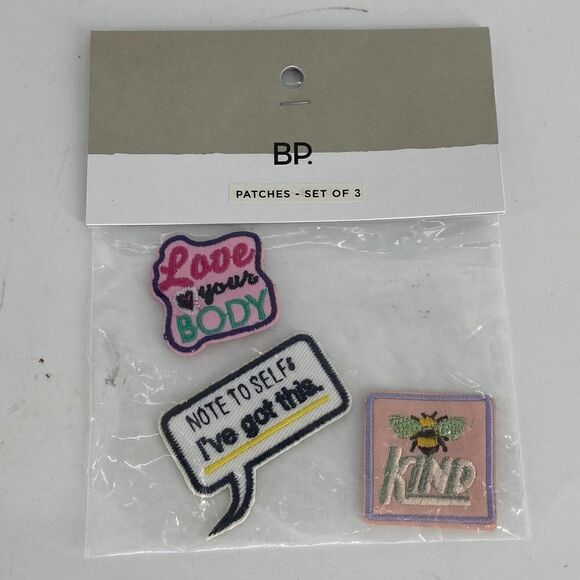 BP.
PATCHES - SET OF 3
Love
your
BODY
NOTE TO SELF:
I've got this.
KIND